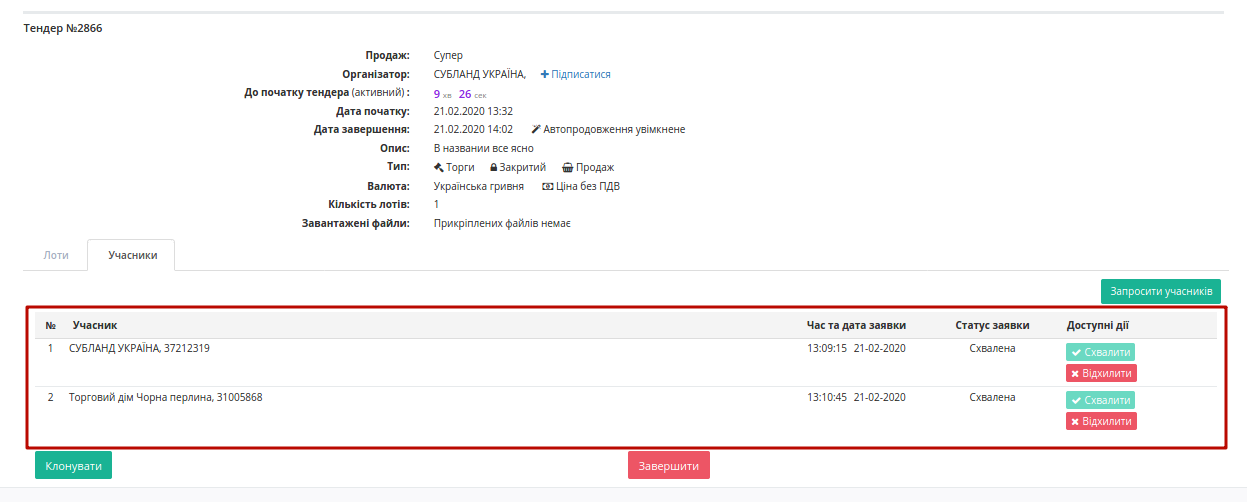 Тендер №2866
Продаж: Супер
Організатор: СУБЛАНД УКРАЇНА, Підписатися
До початку тендера (активний) : 9 хв 26 сек
Дата початку: 21.02.2020 13:32
Дата завершення: 21.02.2020 14:02 Автопродовження увімкнене
Опис: В названии все ясно
Тип: Торги Закритий Продаж
Валюта: Українська гривня Ціна без ПДВ
Кількість лотів: 1
Завантажені файли: Прикріплених файлів немає
Лоти Учасники
Запросити учасників
№ Учасник Час та дата заявки Статус заявки Доступні дії
1 СУБЛАНД УКРАЇНА, 37212319 13:09:15 21-02-2020 Схвалена Схвалити
Відхилити
2 Торговий дім Чорна перлина, 31005868 13:10:45 21-02-2020 Схвалена Схвалити
Відхилити
Клонувати Завершити